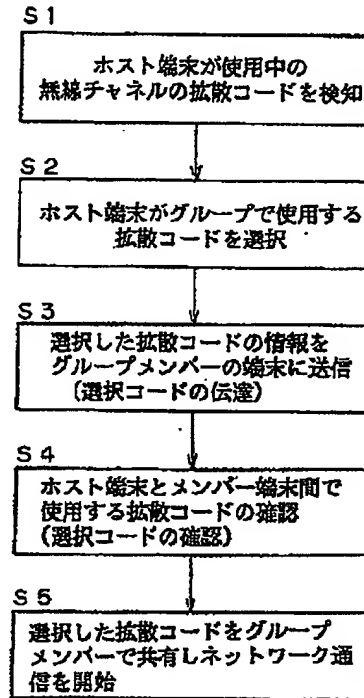 S1
ホスト端末が使用中の
無線チャネルの拡散コードを検知
S2
ホスト端末がグループで使用する
拡散コードを選択
S3
選択した拡散コードの情報を
グループメンバーの端末に送信
(選択コードの伝達)
S4
ホスト端末とメンバー端末間で
使用する拡散コードの確認
(選択コードの確認)
S5
選択した拡散コードをグループ
メンバーで共有しネットワーク通
信を開始